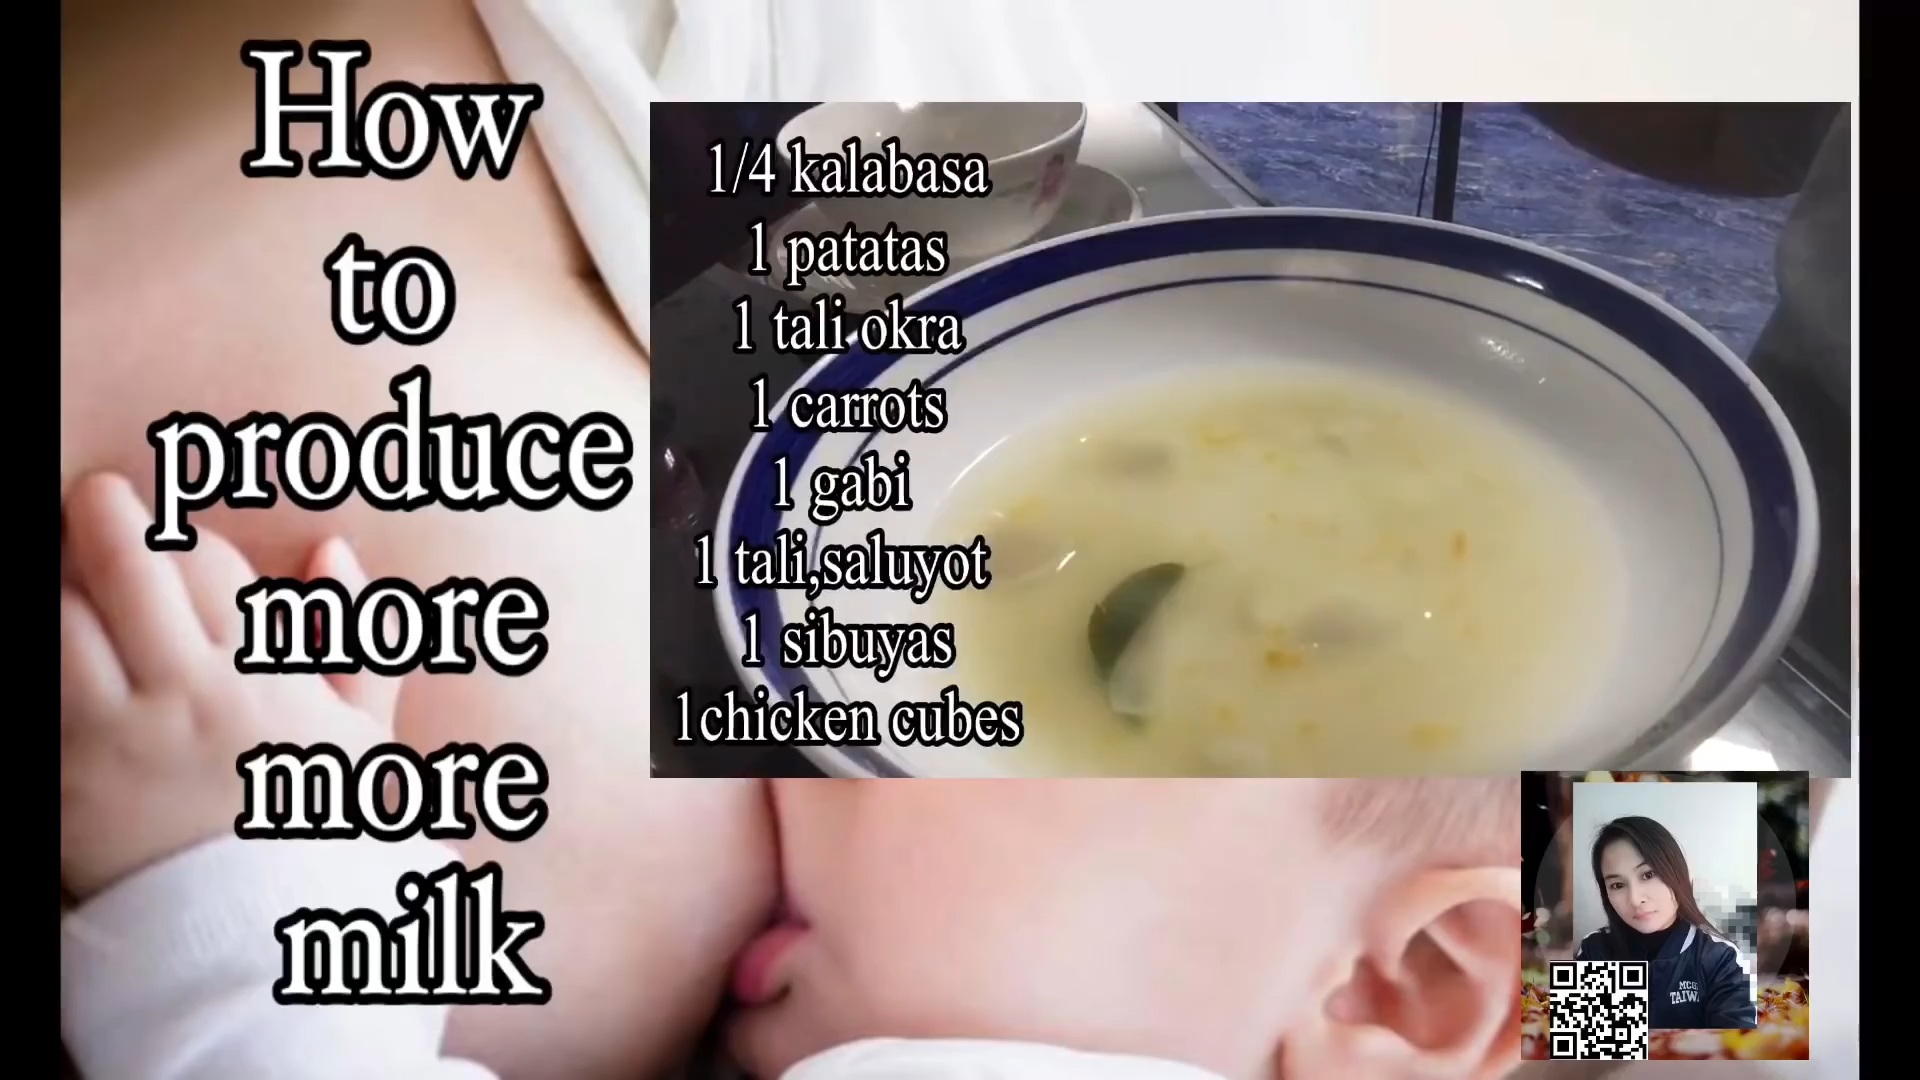 How
to
produce
more
more
milk
1/4 kalabasa
1 patatas
1 tali okra
1 carrots
1 gabi
1 tali,saluyot
1 sibuyas
1chicken cubes